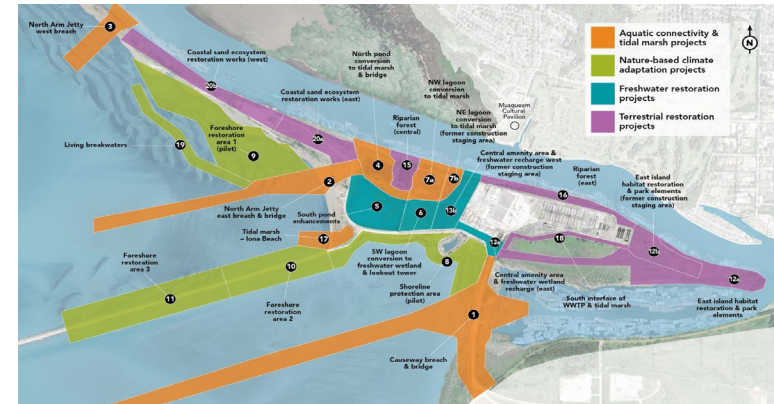 North Arm Jetty
west breach
3
Coastal sand ecosystem
restoration works (west)
20b
Coastal sand ecosystem
restoration works (east)
20a
North pond
conversion
to tidal marsh
& bridge
NW lagoon
conversion
to tidal marsh
Riparian
forest
(central)
NE lagoon
conversion
to tidal marsh
(former construction
staging area)
Musqueam
Cultural
Pavilion
Aquatic connectivity &
tidal marsh projects
Nature-based climate
adaptation projects
Freshwater restoration
projects
Terrestrial restoration
projects
N
Central amenity area &
freshwater recharge west
(former construction
staging area)
Riparian
forest
(east)
East island
habitat restoration
& park elements
(former construction
staging area)
Living breakwaters
19
Foreshore
restoration
area 1
(pilot)
9
4
15
7a
7b
16
2
North Arm Jetty
east breach & bridge
South pond
enhancements
5
6
13b
Tidal marsh
– Iona Beach
17
13a
18
12b
12a
SW lagoon
conversion to
freshwater wetland
& lookout tower
8
Foreshore
restoration
area 3
11
10
Foreshore
restoration
area 2
Shoreline
protection area
(pilot)
Central amenity area
& freshwater wetland
recharge (east)
South interface of
WWTP & tidal marsh
East island habitat
restoration & park
elements
1
Causeway breach
& bridge